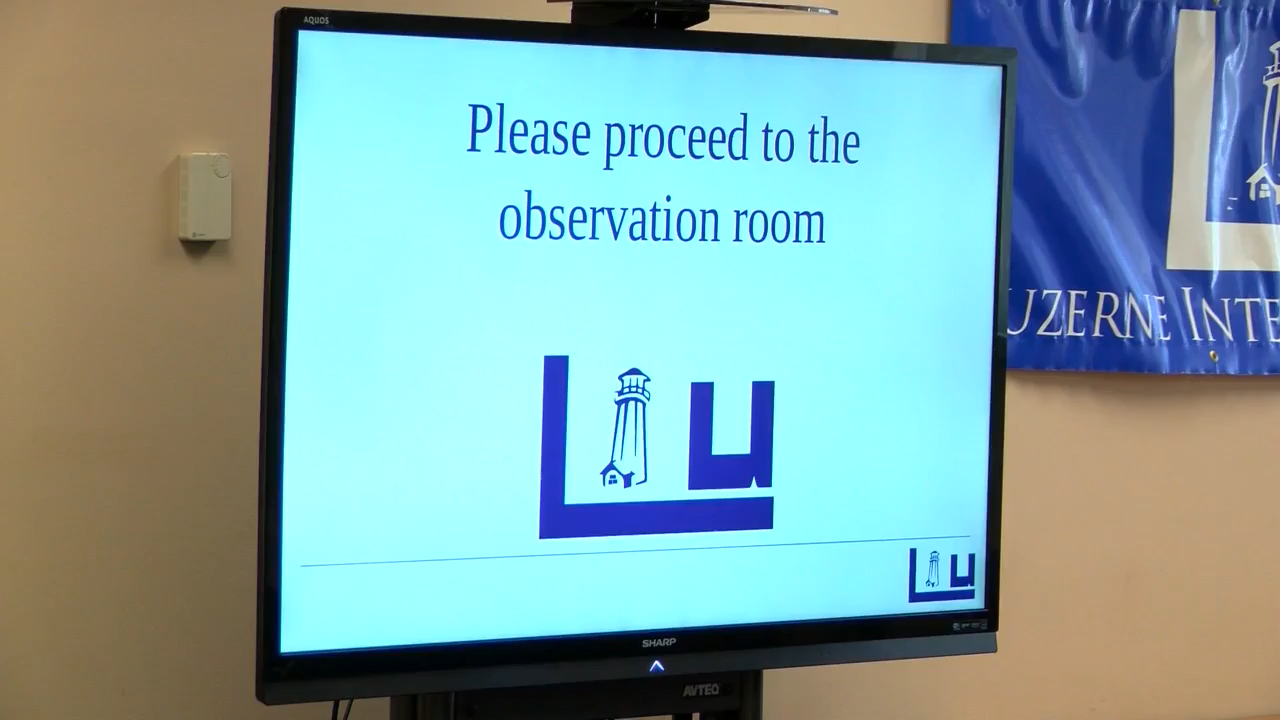 AQUOS
Please proceed to the
observation room
L u
L u
UZERNE INTE
SHARP
AVTEQ